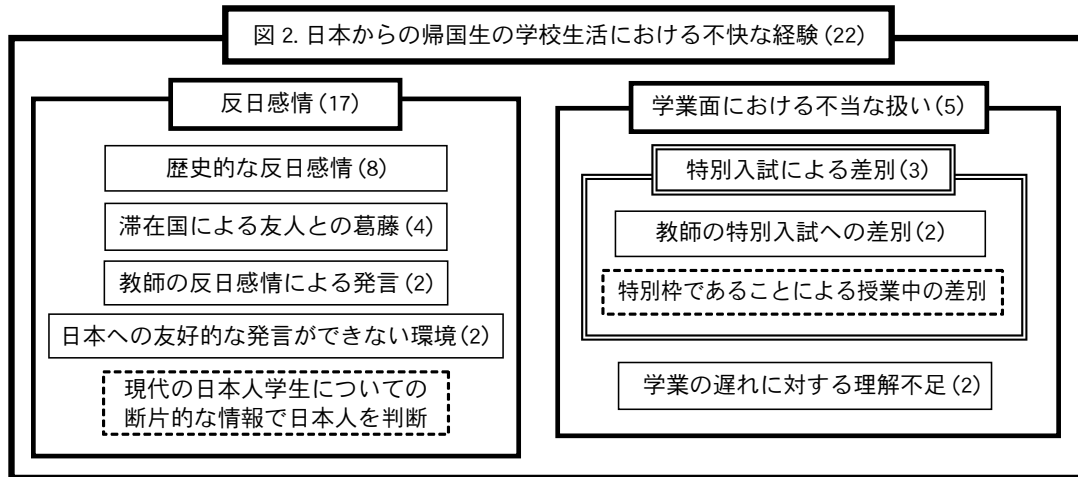 図 2. 日本からの帰国生の学校生活における不快な経験 (22)
反日感情 (17)
歴史的な反日感情 (8)
滞在国による友人との葛藤 (4)
教師の反日感情による発言 (2)
日本への友好的な発言ができない環境 (2)
現代の日本人学生についての
断片的な情報で日本人を判断
学業面における不当な扱い (5)
特別入試による差別 (3)
教師の特別入試への差別 (2)
特別枠であることによる授業中の差別
学業の遅れに対する理解不足 (2)